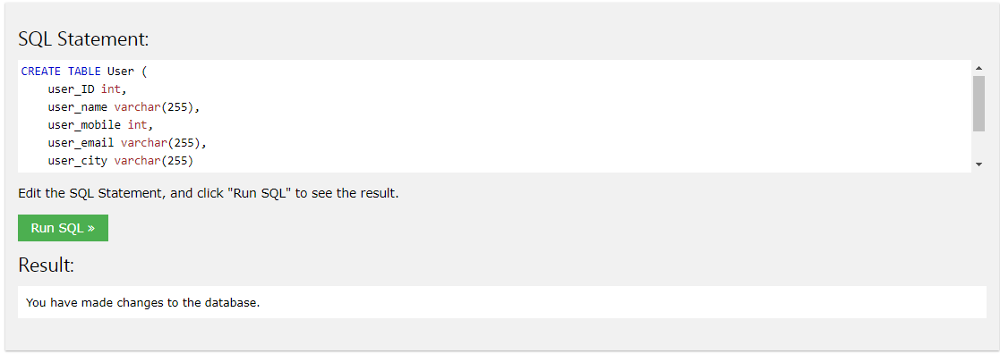 SQL Statement:
CREATE TABLE User (
    user_ID int,
    user_name varchar(255),
    user_mobile int,
    user_email varchar(255),
    user_city varchar(255)
Edit the SQL Statement, and click "Run SQL" to see the result.
Run SQL »
Result:
You have made changes to the database.